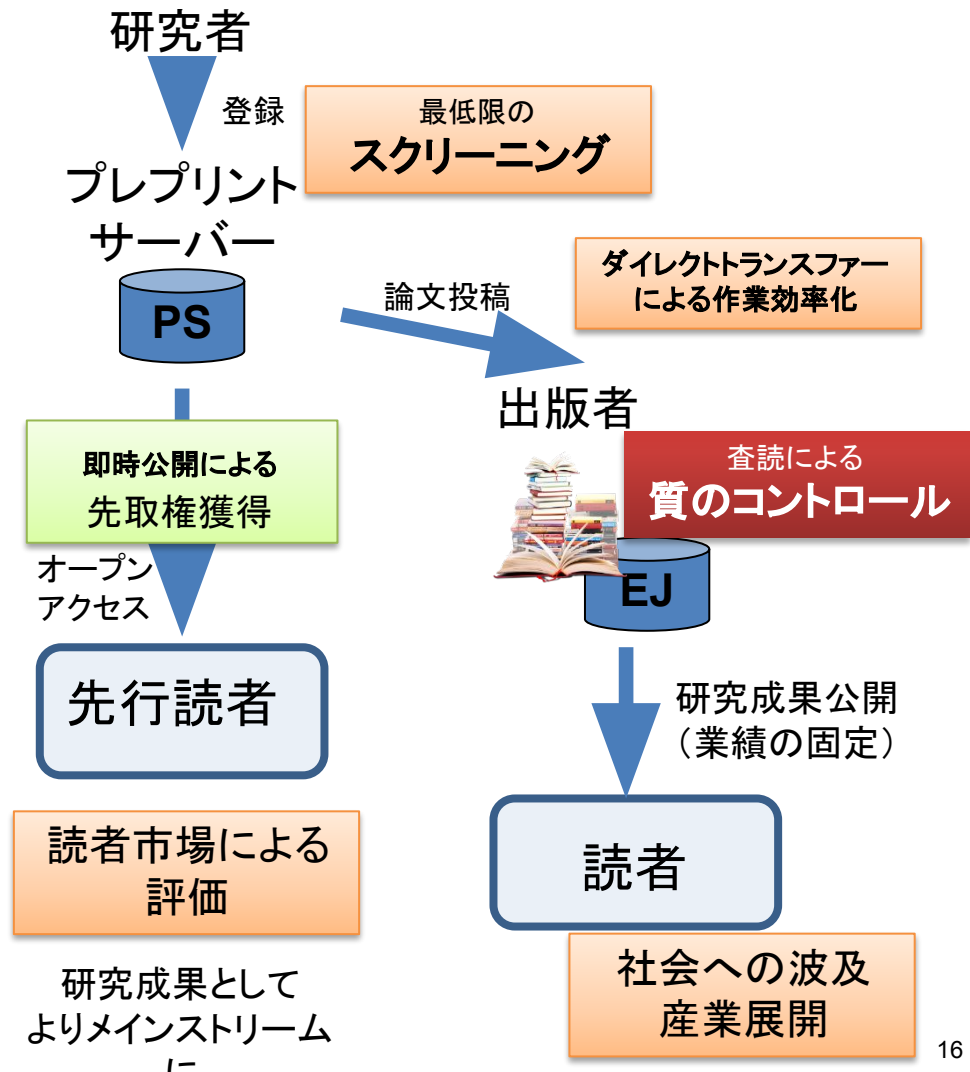 研究者
登録
最低限の
スクリーニング
プレプリント
サーバー
PS
論文投稿
ダイレクトトランスファー
による作業効率化
出版者
査読による
質のコントロール
EJ
即時公開による
先取権獲得
オープン
アクセス
先行読者
研究成果公開
（業績の固定）
読者市場による
評価
読者
研究成果として
よりメインストリーム
に
社会への波及
産業展開
16